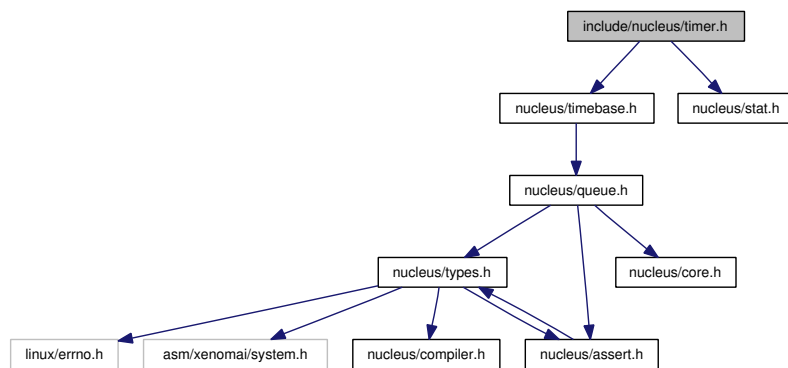 include/nucleus/timer.h
nucleus/timebase.h
nucleus/stat.h
nucleus/queue.h
nucleus/types.h
nucleus/core.h
linux/errno.h
asm/xenomai/system.h
nucleus/compiler.h
nucleus/assert.h